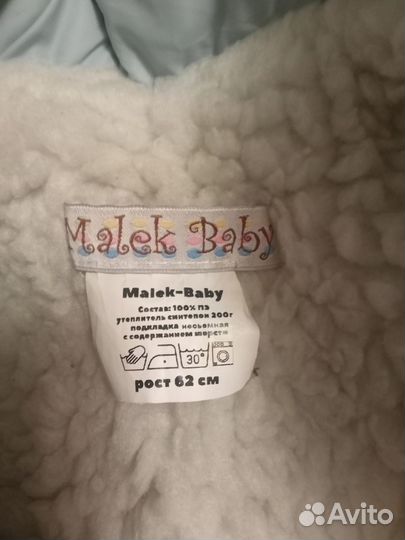 Malek Baby
Malek-Baby
Состав: 100% ПЭ
утеплитель синтепон 200г
подкладка несъемная
с содержанием шерсти
30°
рост 62 см
Avito